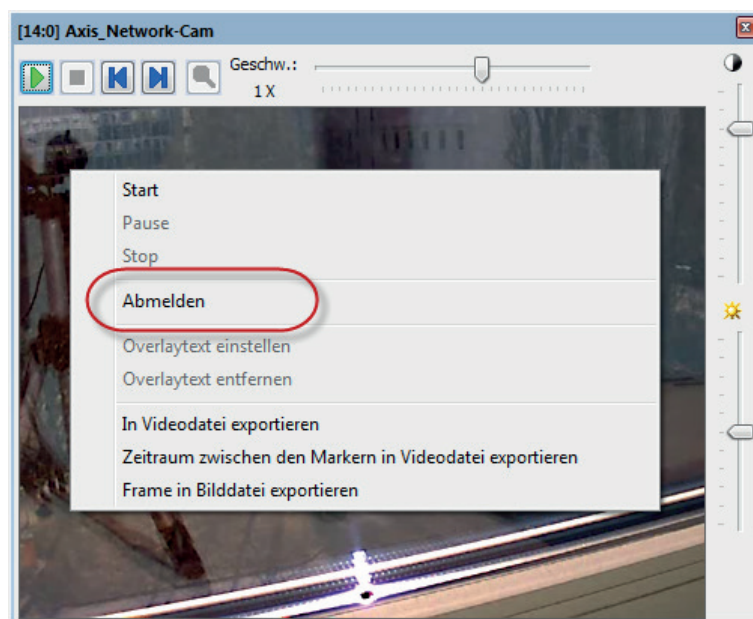 [14:0] Axis_Network-Cam
Geschw.:
1 X
Start
Pause
Stop
Abmelden
Overlaytext einstellen
Overlaytext entfernen
In Videodatei exportieren
Zeitraum zwischen den Markern in Videodatei exportieren
Frame in Bilddatei exportieren